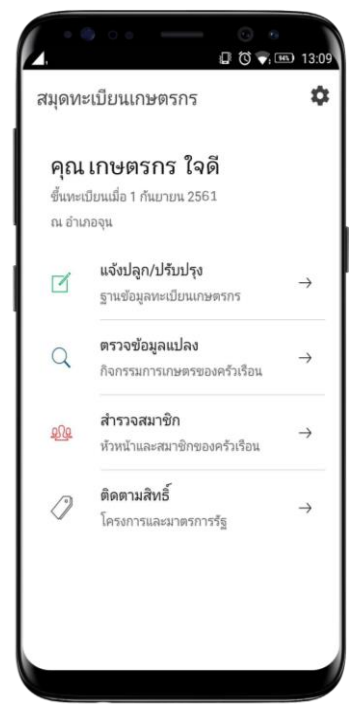 13:09
สมุดทะเบียนเกษตรกร
คุณ เกษตรกร ใจดี
ขึ้นทะเบียนเมื่อ 1 กันยายน 2561
ณ อำเภอจุน
แจ้งปลูก/ปรับปรุง
ฐานข้อมูลทะเบียนเกษตรกร
ตรวจข้อมูลแปลง
กิจกรรมการเกษตรของครัวเรือน
สำรวจสมาชิก
หัวหน้าและสมาชิกของครัวเรือน
ติดตามสิทธิ์
โครงการและมาตรการรัฐ